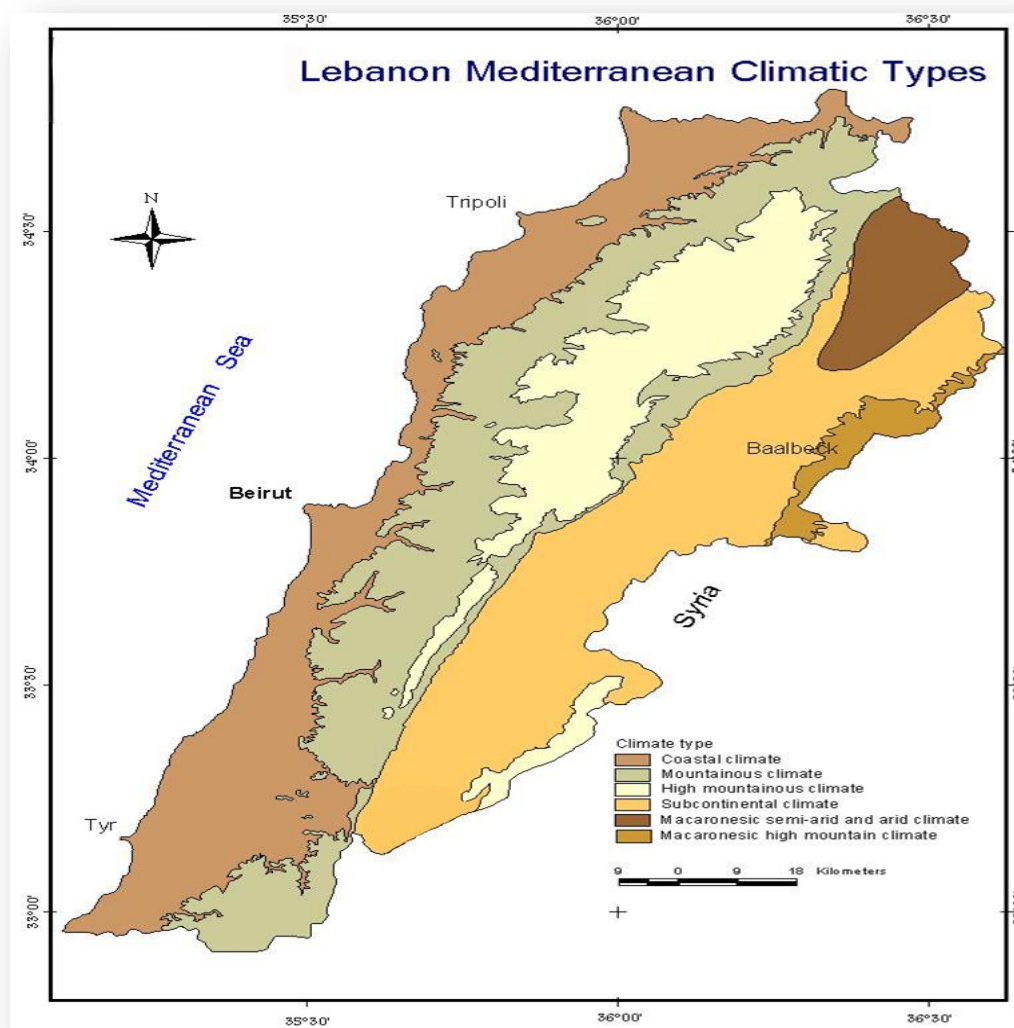 35°30'
36°00'
36°30'
Lebanon Mediterranean Climatic Types
N
Tripoli
34°30'
Mediterranean Sea
Baalbeck
34°00'
Beirut
Syria
33°30'
Climate type
Coastal climate
Mountainous climate
High mountainous climate
Subcontinental climate
Macaronesic semi-arid and arid climate
Macaronesic high mountain climate
Tyr
9 0 9 18 Kilometers
33°00'
35°30'
36°00'
36°30'